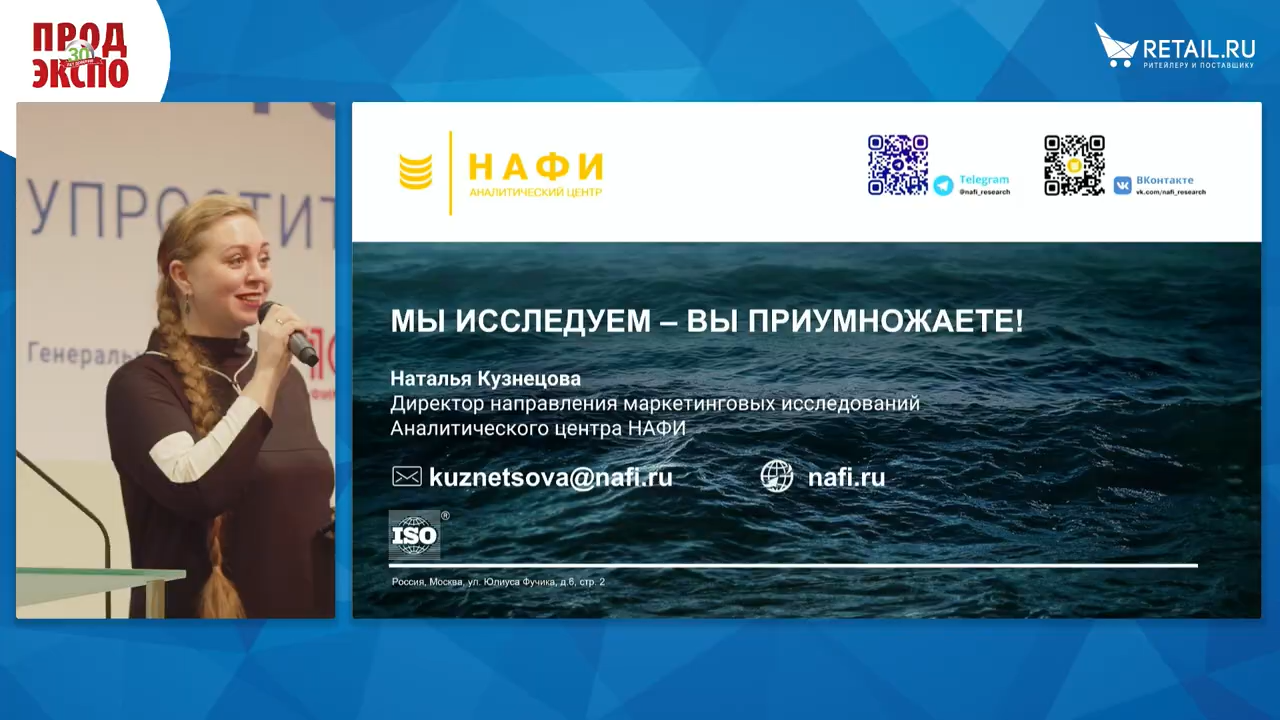 ПРОД
30
ЭКСПО
RETAIL.RU
РИТЕЙЛЕРУ И ПОСТАВЩИКУ
УПРОСТИТ
Генеральн
НАФИ
АНАЛИТИЧЕСКИЙ ЦЕНТР
Telegram
@nafi_research
ВКонтакте
vk.com/nafi_research
МЫ ИССЛЕДУЕМ – ВЫ ПРИУМНОЖАЕТЕ!
Наталья Кузнецова
Директор направления маркетинговых исследований
Аналитического центра НАФИ
kuznetsova@nafi.ru
nafi.ru
ISO®
Россия, Москва, ул. Юлиуса Фучика, д.6, стр. 2